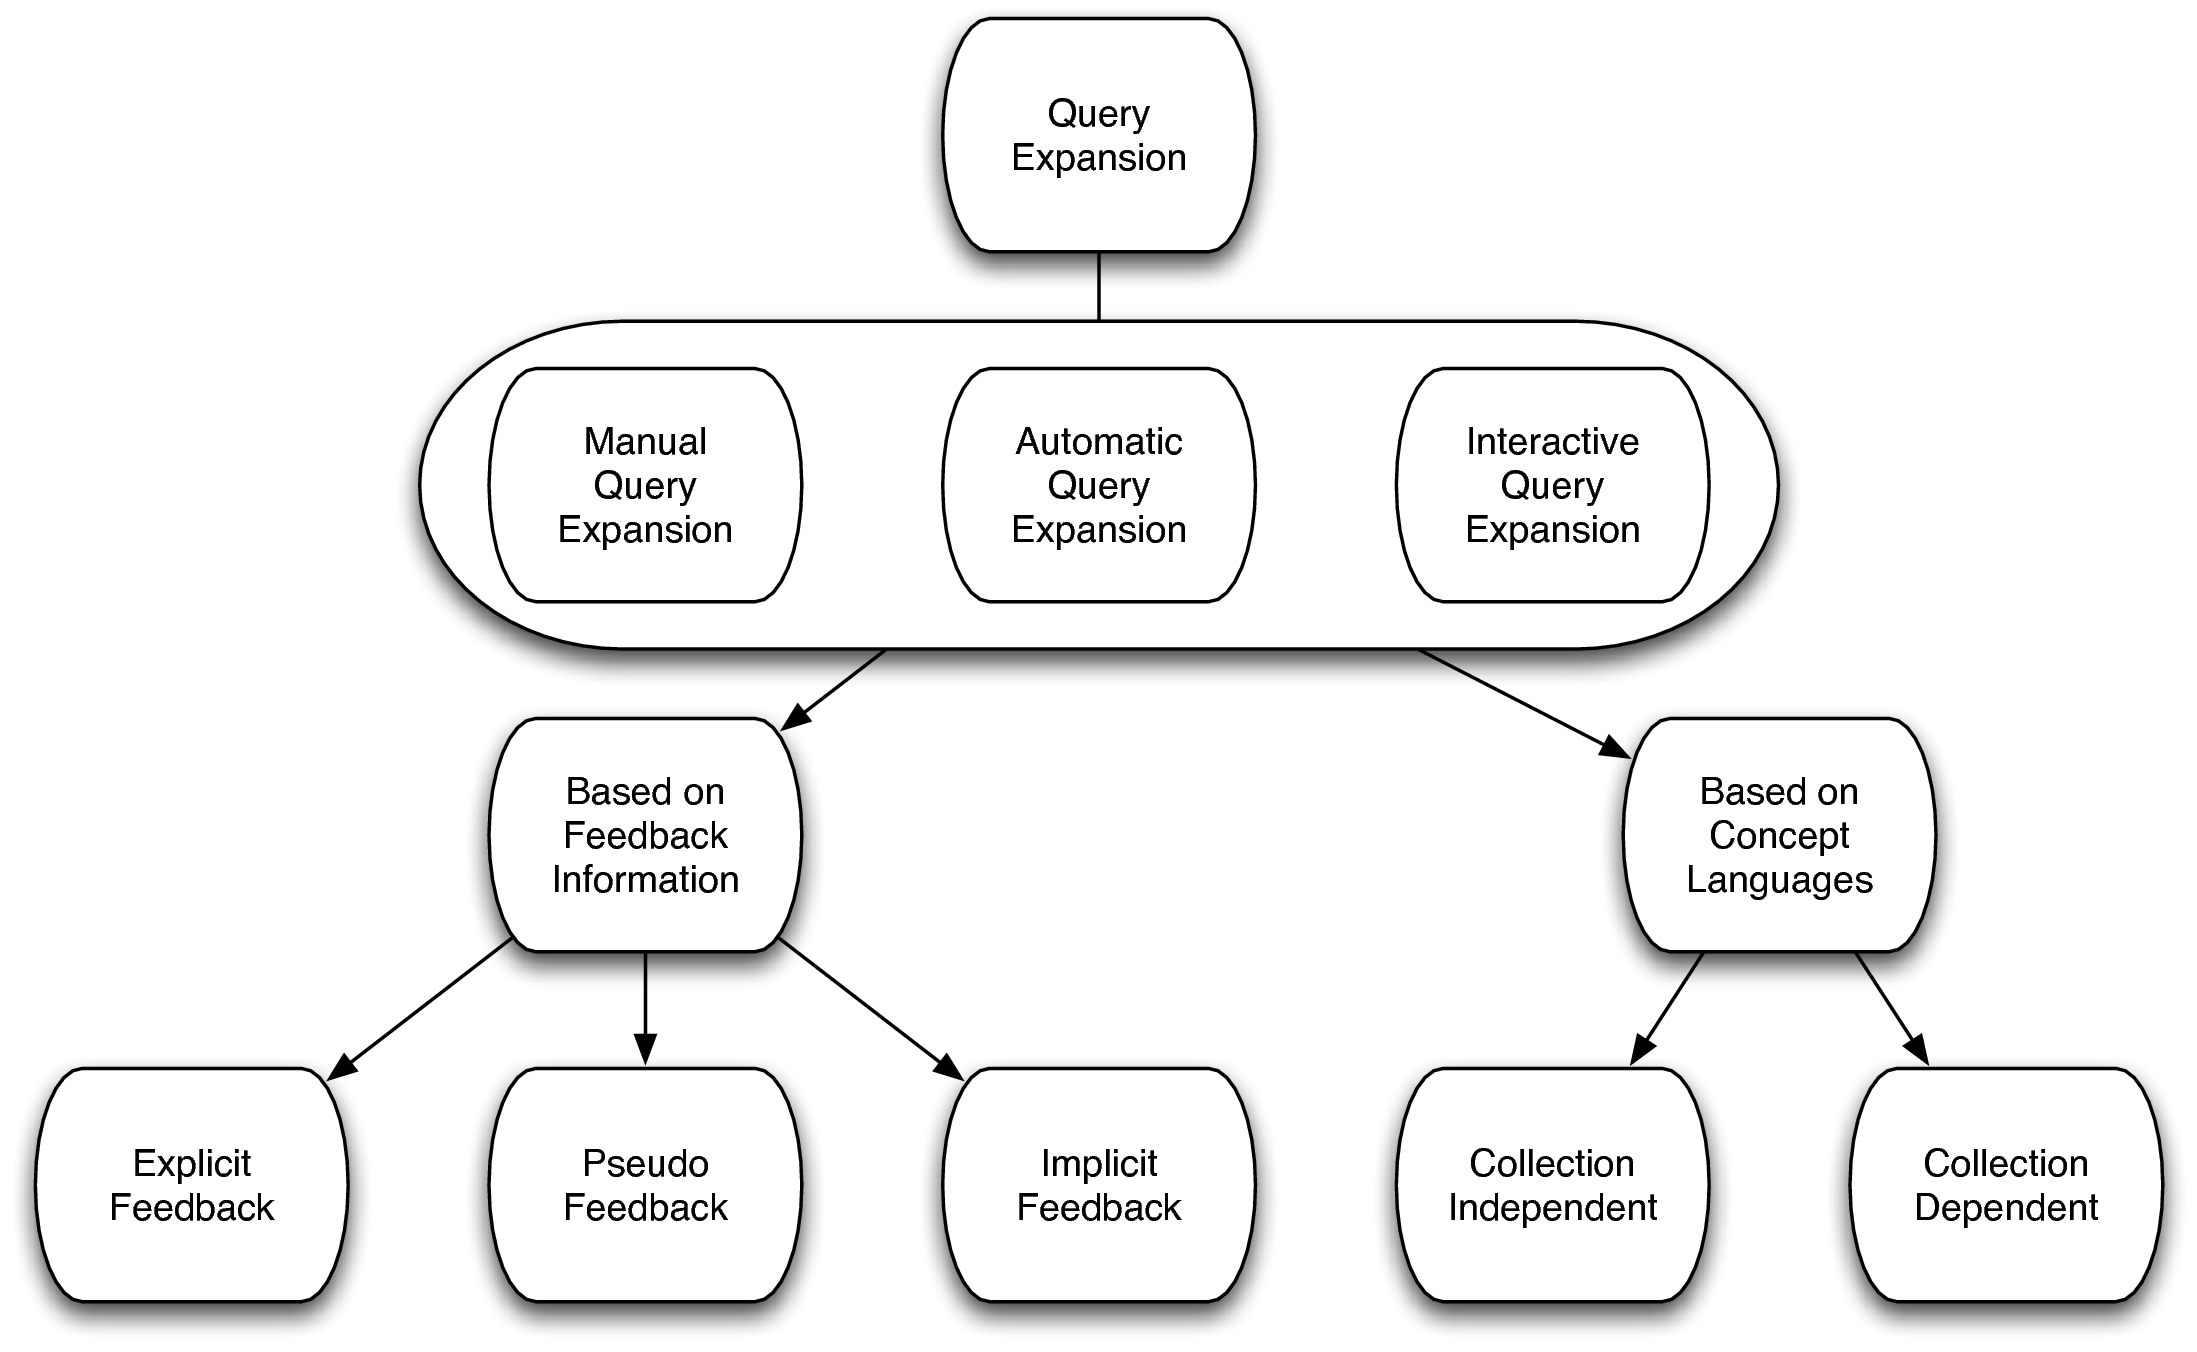 Query
Expansion
Manual
Query
Expansion
Automatic
Query
Expansion
Interactive
Query
Expansion
Based on
Feedback
Information
Based on
Concept
Languages
Explicit
Feedback
Pseudo
Feedback
Implicit
Feedback
Collection
Independent
Collection
Dependent